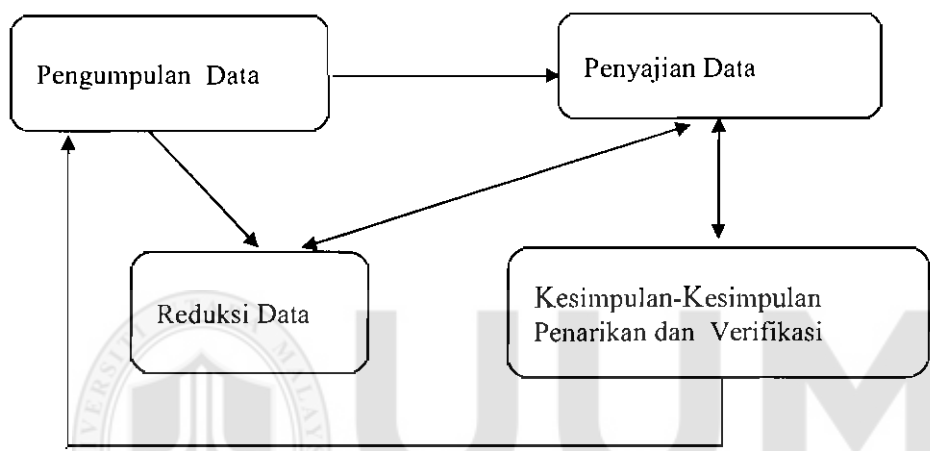 Pengumpulan Data
Penyajian Data
Reduksi Data
Kesimpulan-Kesimpulan
Penarikan dan Verifikasi
UUM